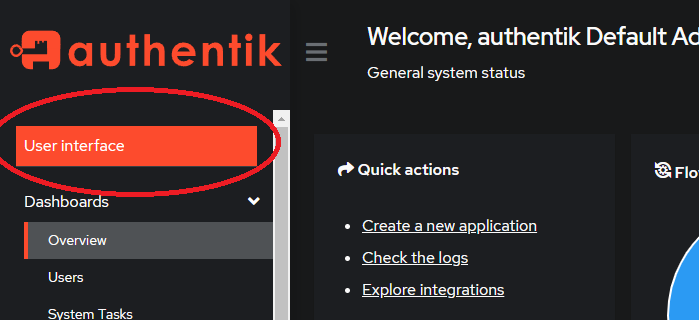 authentik
User interface
Dashboards
Overview
Users
System Tasks
Welcome, authentik Default Ad
General system status
Quick actions
Create a new application
Check the logs
Explore integrations
Flo